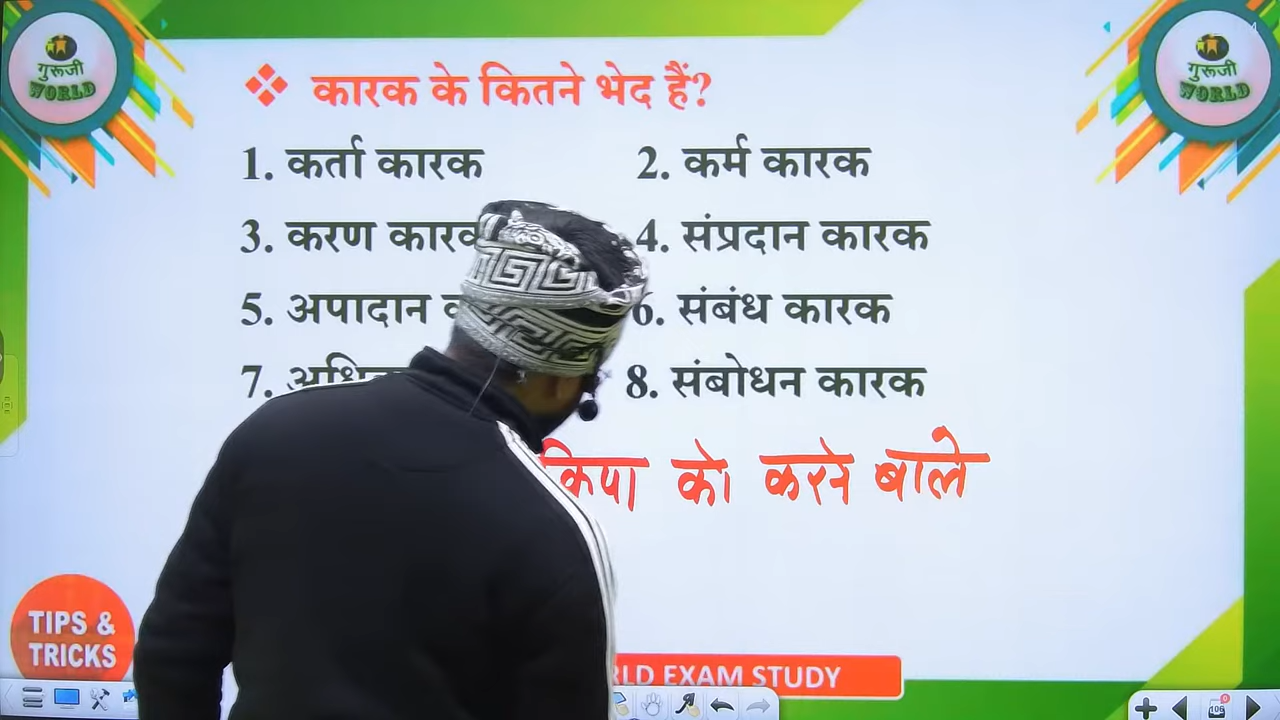 गुरूजी
WORLD
गुरूजी
WORLD
कारक के कितने भेद हैं?
1. कर्ता कारक
2. कर्म कारक
3. करण कारक
4. संप्रदान कारक
5. अपादान
6. संबंध कारक
7.
8. संबोधन कारक
को करने बाले
TIPS &
TRICKS
EXAM STUDY